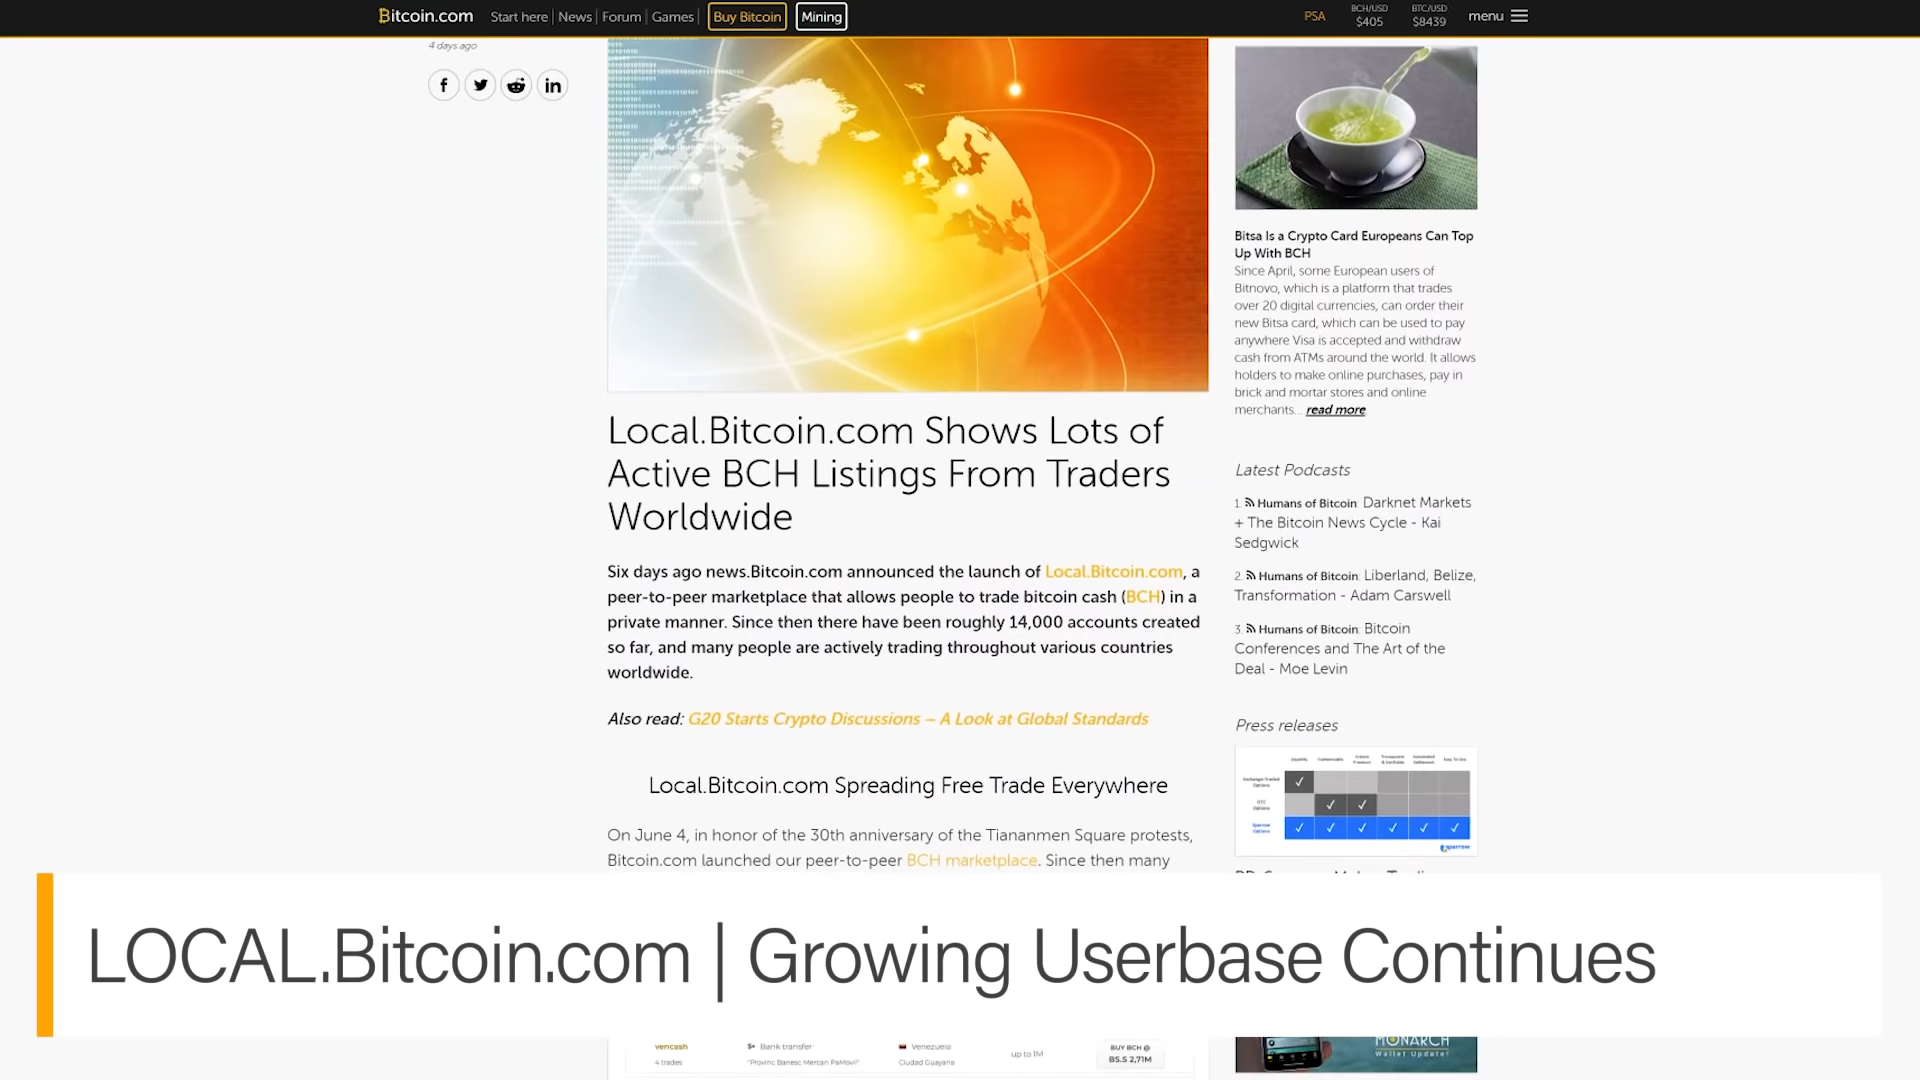 Bitcoin.com Start here News Forum Games Buy Bitcoin Mining
PSA
BCH/USD
$405
BTC/USD
$8439
menu
4 days ago
Local.Bitcoin.com Shows Lots of
Active BCH Listings From Traders
Worldwide
Six days ago news.Bitcoin.com announced the launch of Local.Bitcoin.com, a
peer-to-peer marketplace that allows people to trade bitcoin cash (BCH) in a
private manner. Since then there have been roughly 14,000 accounts created
so far, and many people are actively trading throughout various countries
worldwide.
Also read: G20 Starts Crypto Discussions – A Look at Global Standards
Local.Bitcoin.com Spreading Free Trade Everywhere
On June 4, in honor of the 30th anniversary of the Tiananmen Square protests,
Bitcoin.com launched our peer-to-peer BCH marketplace. Since then many
Bitsa Is a Crypto Card Europeans Can Top
Up With BCH
Since April, some European users of
Bitnovo, which is a platform that trades
over 20 digital currencies, can order their
new Bitsa card, which can be used to pay
anywhere Visa is accepted and withdraw
cash from ATMs around the world. It allows
holders to make online purchases, pay in
brick and mortar stores and online
merchants... read more
Latest Podcasts
1. Humans of Bitcoin: Darknet Markets
+ The Bitcoin News Cycle - Kai
Sedgwick
2. Humans of Bitcoin: Liberland, Belize,
Transformation - Adam Carswell
3. Humans of Bitcoin: Bitcoin
Conferences and The Art of the
Deal - Moe Levin
Press releases
Liquidity Customizable Easy To Use
Exchange-Traded
Options
OTC
Options
Sparrow
Options
sparrow
LOCAL.Bitcoin.com | Growing Userbase Continues
vencash
4 trades
Bank transfer
"Provinc Banesc Mercan PaMovil"
Venezuela
Ciudad Guayana
up to 1M
BUY BCH @
BS.S 2,71M
MONARCH
Wallet Update!